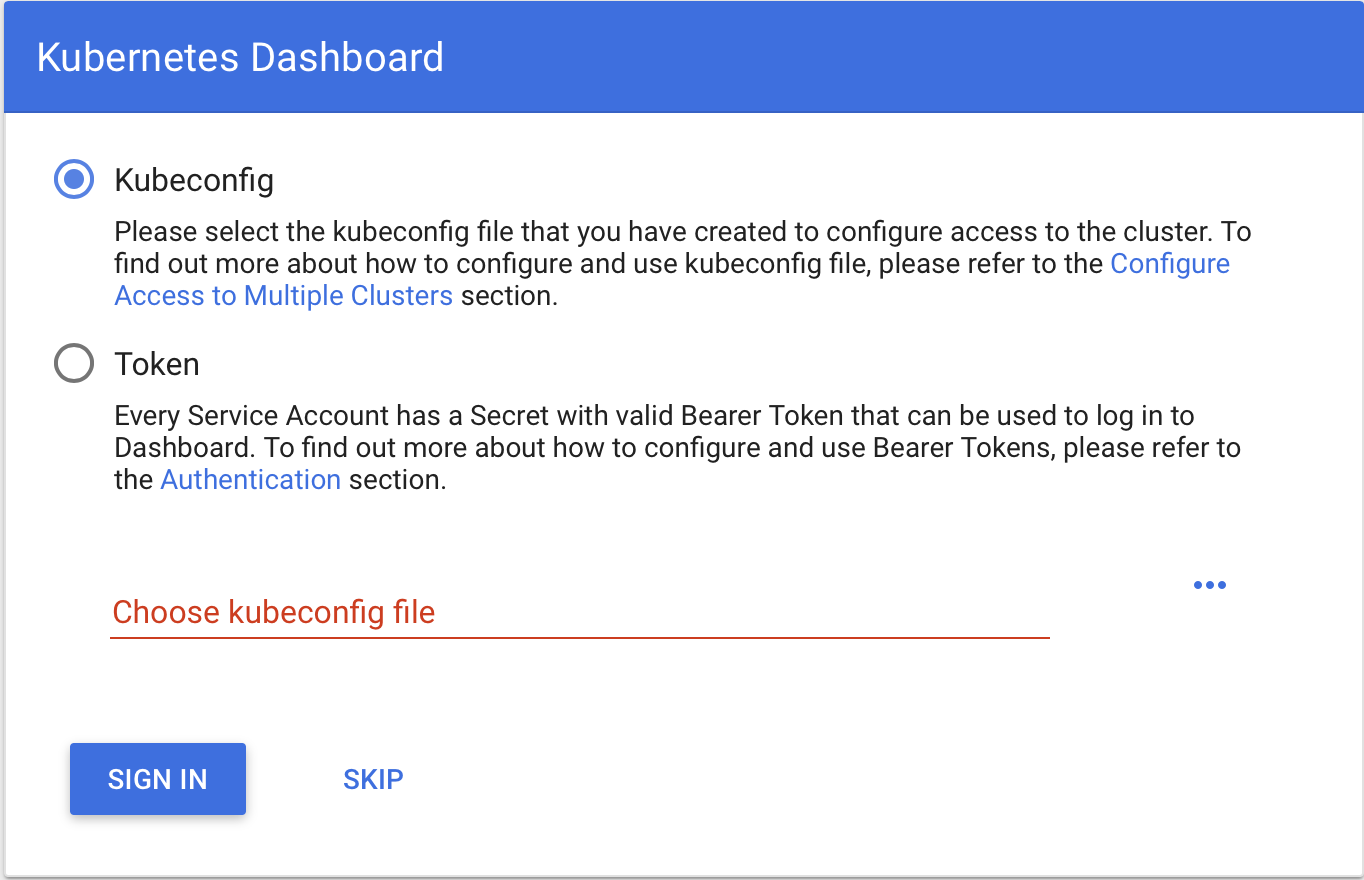 Kubernetes Dashboard
Kubeconfig
Please select the kubeconfig file that you have created to configure access to the cluster. To
find out more about how to configure and use kubeconfig file, please refer to the Configure
Access to Multiple Clusters section.
Token
Every Service Account has a Secret with valid Bearer Token that can be used to log in to
Dashboard. To find out more about how to configure and use Bearer Tokens, please refer to
the Authentication section.
Choose kubeconfig file
SIGN IN
SKIP